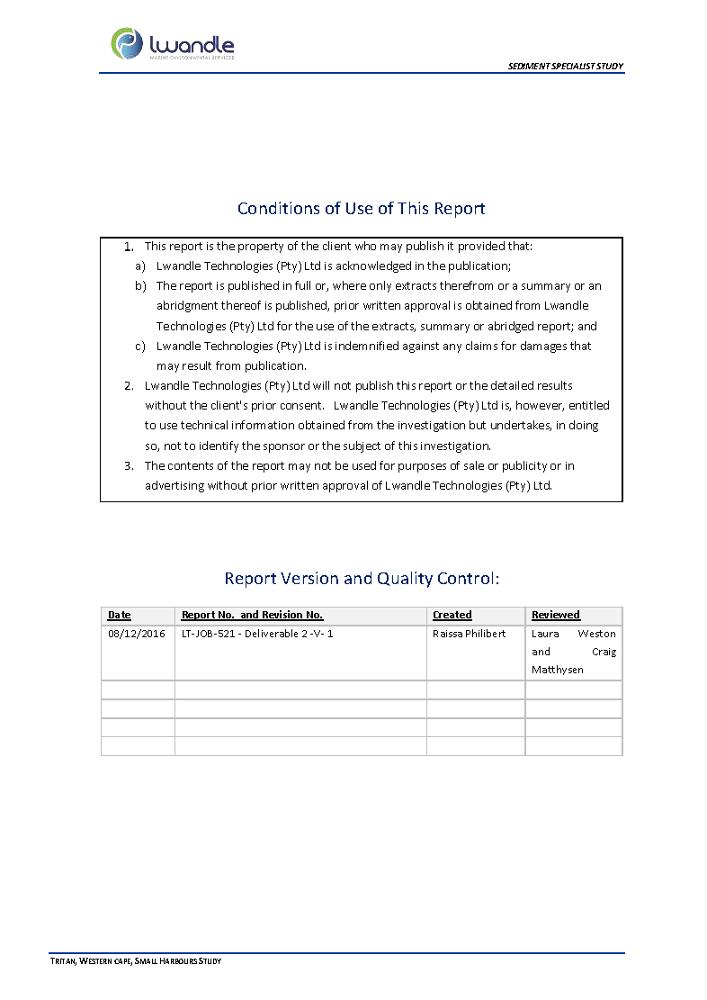 lwandle
MARINE ENVIRONMENTAL SERVICES
SEDIMENT SPECIALIST STUDY
Conditions of Use of This Report
1. This report is the property of the client who may publish it provided that:
a) Lwandle Technologies (Pty) Ltd is acknowledged in the publication;
b) The report is published in full or, where only extracts therefrom or a summary or an
abridgment thereof is published, prior written approval is obtained from Lwandle
Technologies (Pty) Ltd for the use of the extracts, summary or abridged report; and
c) Lwandle Technologies (Pty) Ltd is indemnified against any claims for damages that
may result from publication.
2. Lwandle Technologies (Pty) Ltd will not publish this report or the detailed results
without the client's prior consent. Lwandle Technologies (Pty) Ltd is, however, entitled
to use technical information obtained from the investigation but undertakes, in doing
so, not to identify the sponsor or the subject of this investigation.
3. The contents of the report may not be used for purposes of sale or publicity or in
advertising without prior written approval of Lwandle Technologies (Pty) Ltd.
Report Version and Quality Control:
Date Report No. and Revision No. Created Reviewed
08/12/2016 LT-JOB-521 - Deliverable 2 -V- 1 Raissa Philibert Laura Weston
and Craig
Matthysen
TRITAN, WESTERN CAPE, SMALL HARBOURS STUDY